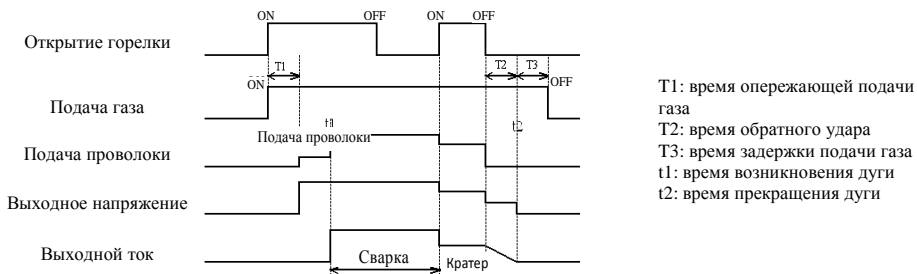 ON OFF ON OFF
Открытие горелки
T1 T2 T3
ON OFF
Подача газа
t1 t2
Подача проволоки
Подача проволоки
Выходное напряжение
Выходной ток
Сварка Кратер
T1: время опережающей подачи
газа
T2: время обратного удара
T3: время задержки подачи газа
t1: время возникновения дуги
t2: время прекращения дуги